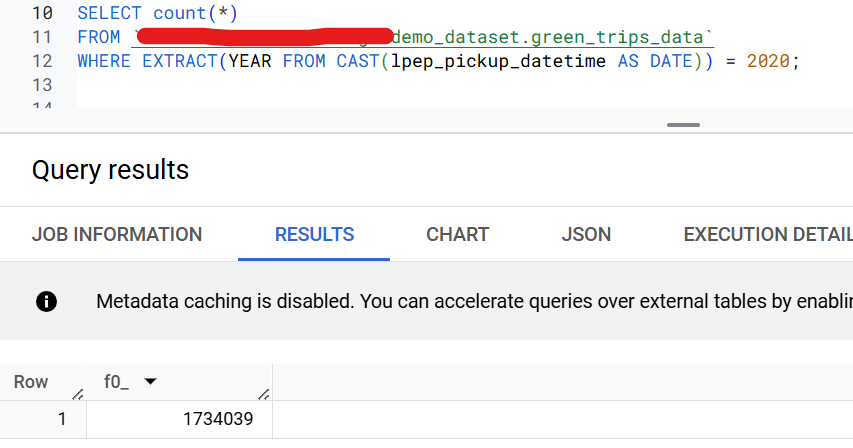 10 SELECT count(*)
11 FROM `demo_dataset.green_trips_data`
12 WHERE EXTRACT(YEAR FROM CAST(lpep_pickup_datetime AS DATE)) = 2020;
13
14
Query results
JOB INFORMATION RESULTS CHART JSON EXECUTION DETAIL
Metadata caching is disabled. You can accelerate queries over external tables by enablin
Row f0_
1 1734039